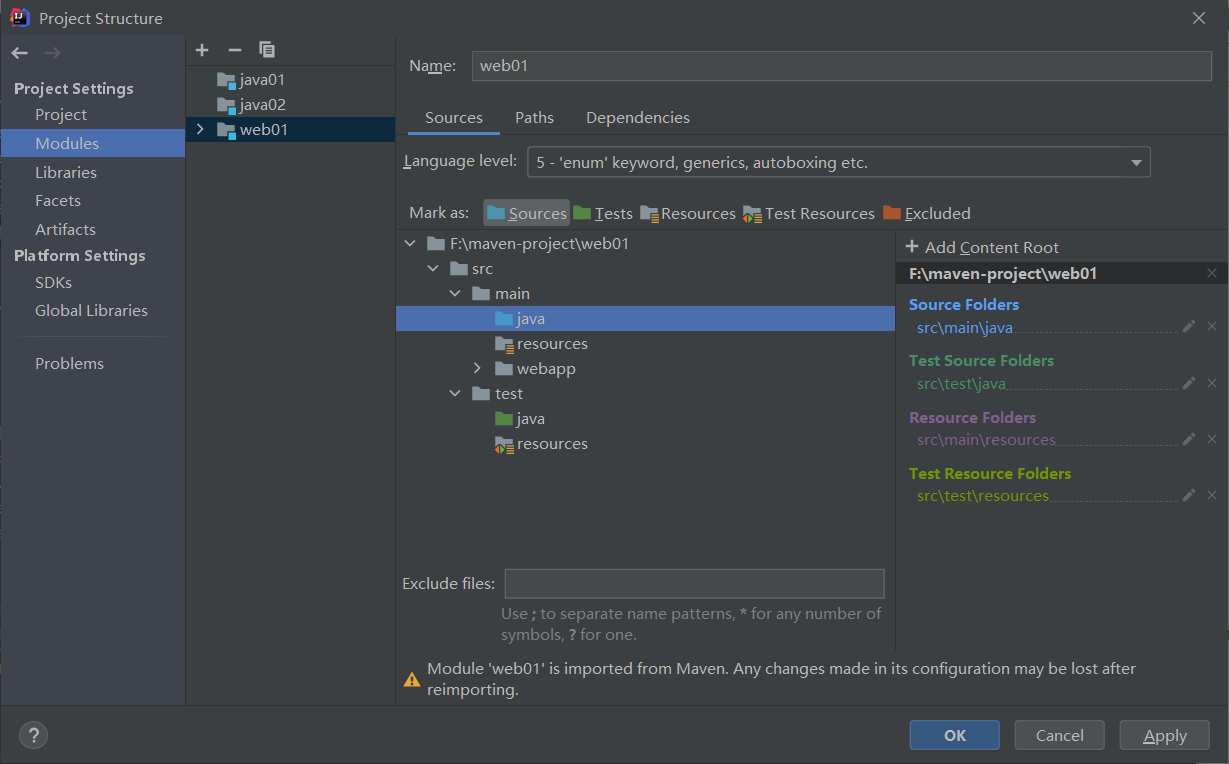 Project Structure
Project Settings
Project
Modules
Libraries
Facets
Artifacts
Platform Settings
SDKs
Global Libraries
Problems
java01
java02
web01
Name: web01
Sources Paths Dependencies
Language level: 5 - 'enum' keyword, generics, autoboxing etc.
Mark as: Sources Tests Resources Test Resources Excluded
F:\maven-project\web01
src
main
java
resources
webapp
test
java
resources
Add Content Root
F:\maven-project\web01
Source Folders
src\main\java
Test Source Folders
src\test\java
Resource Folders
src\main\resources
Test Resource Folders
src\test\resources
Exclude files:
Use ; to separate name patterns, * for any number of
symbols, ? for one.
Module 'web01' is imported from Maven. Any changes made in its configuration may be lost after
reimporting.
? OK Cancel Apply